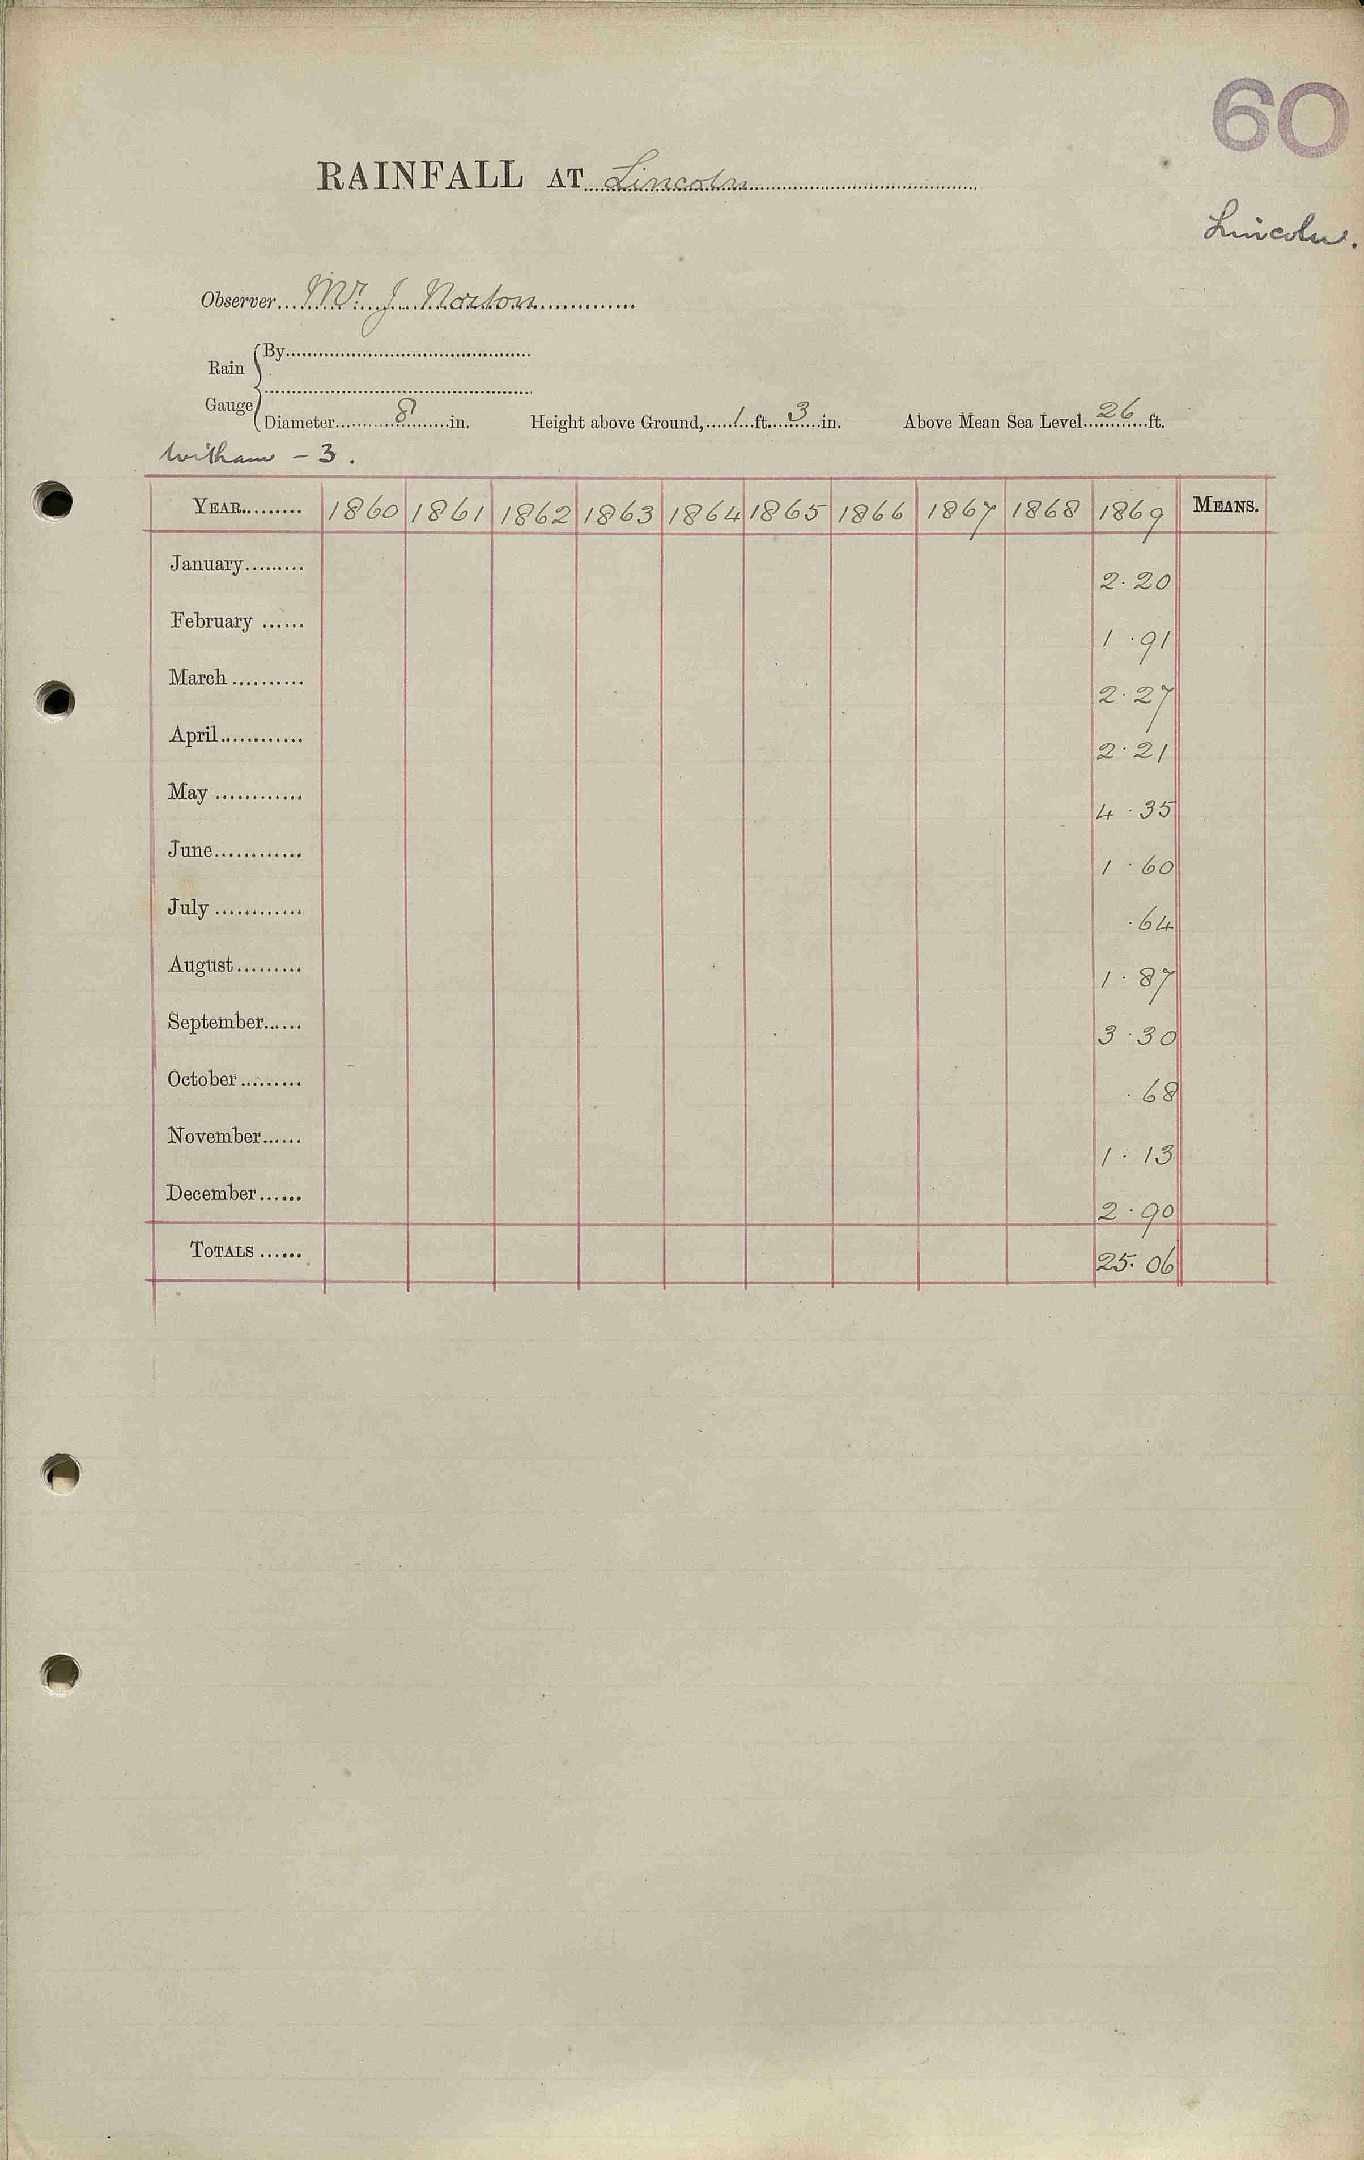 60
RAINFALL AT Lincoln
Lincoln.
Observer Mr. J Norton
Rain Gauge
By
Diameter 8 in. Height above Ground, 1 ft. 3 in. Above Mean Sea Level 26 ft.
Witham - 3.
YEAR 1860 1861 1862 1863 1864 1865 1866 1867 1868 1869 MEANS.
January 2.20
February 1.91
March 2.27
April 2.21
May 4.35
June 1.60
July .64
August 1.87
September 3.30
October .68
November 1.13
December 2.90
TOTALS 25.06